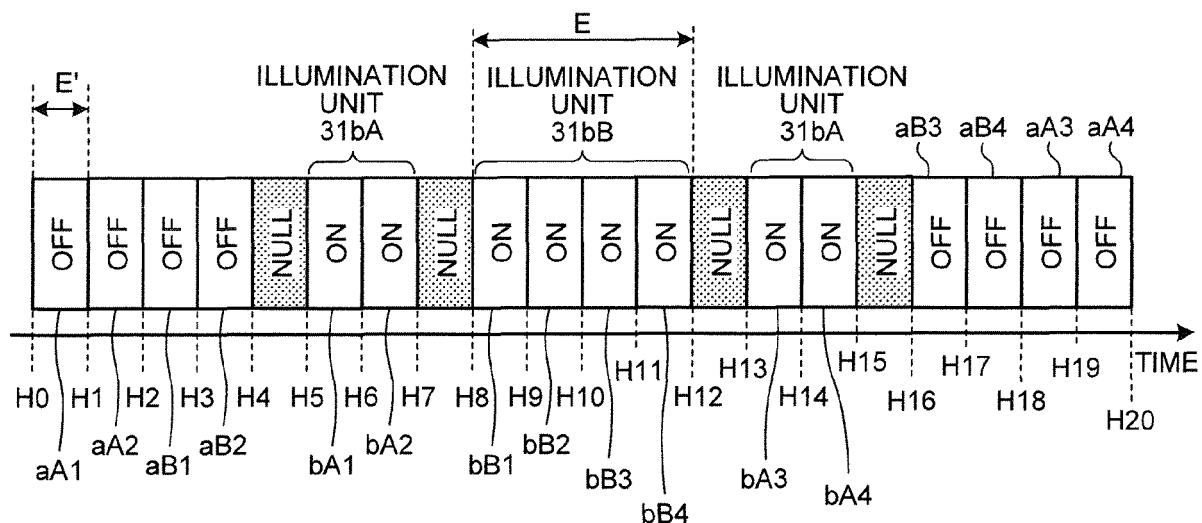 E
E'
ILLUMINATION
UNIT
31bA
ILLUMINATION
UNIT
31bB
ILLUMINATION
UNIT
31bA
aB3 aB4 aA3 aA4
OFF OFF OFF OFF NULL ON ON NULL ON ON ON ON NULL ON ON NULL OFF OFF OFF OFF
TIME
H0 H1 H2 H3 H4 H5 H6 H7 H8 H9 H10 H11 H12 H13 H14 H15 H16 H17 H18 H19 H20
aA1 aA2 aB1 aB2 bA1 bA2 bB1 bB2 bB3 bB4 bA3 bA4